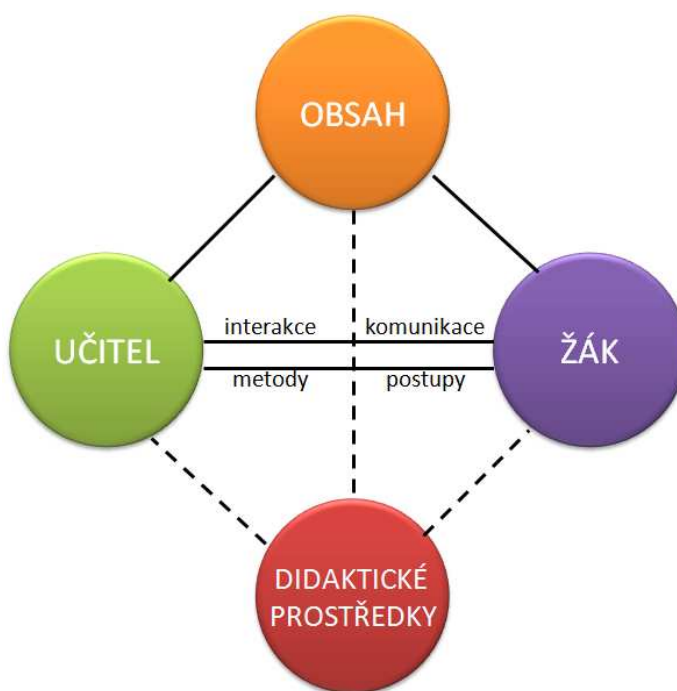 OBSAH
UČITEL
interakce komunikace
ŽÁK
metody postupy
DIDAKTICKÉ
PROSTŘEDKY